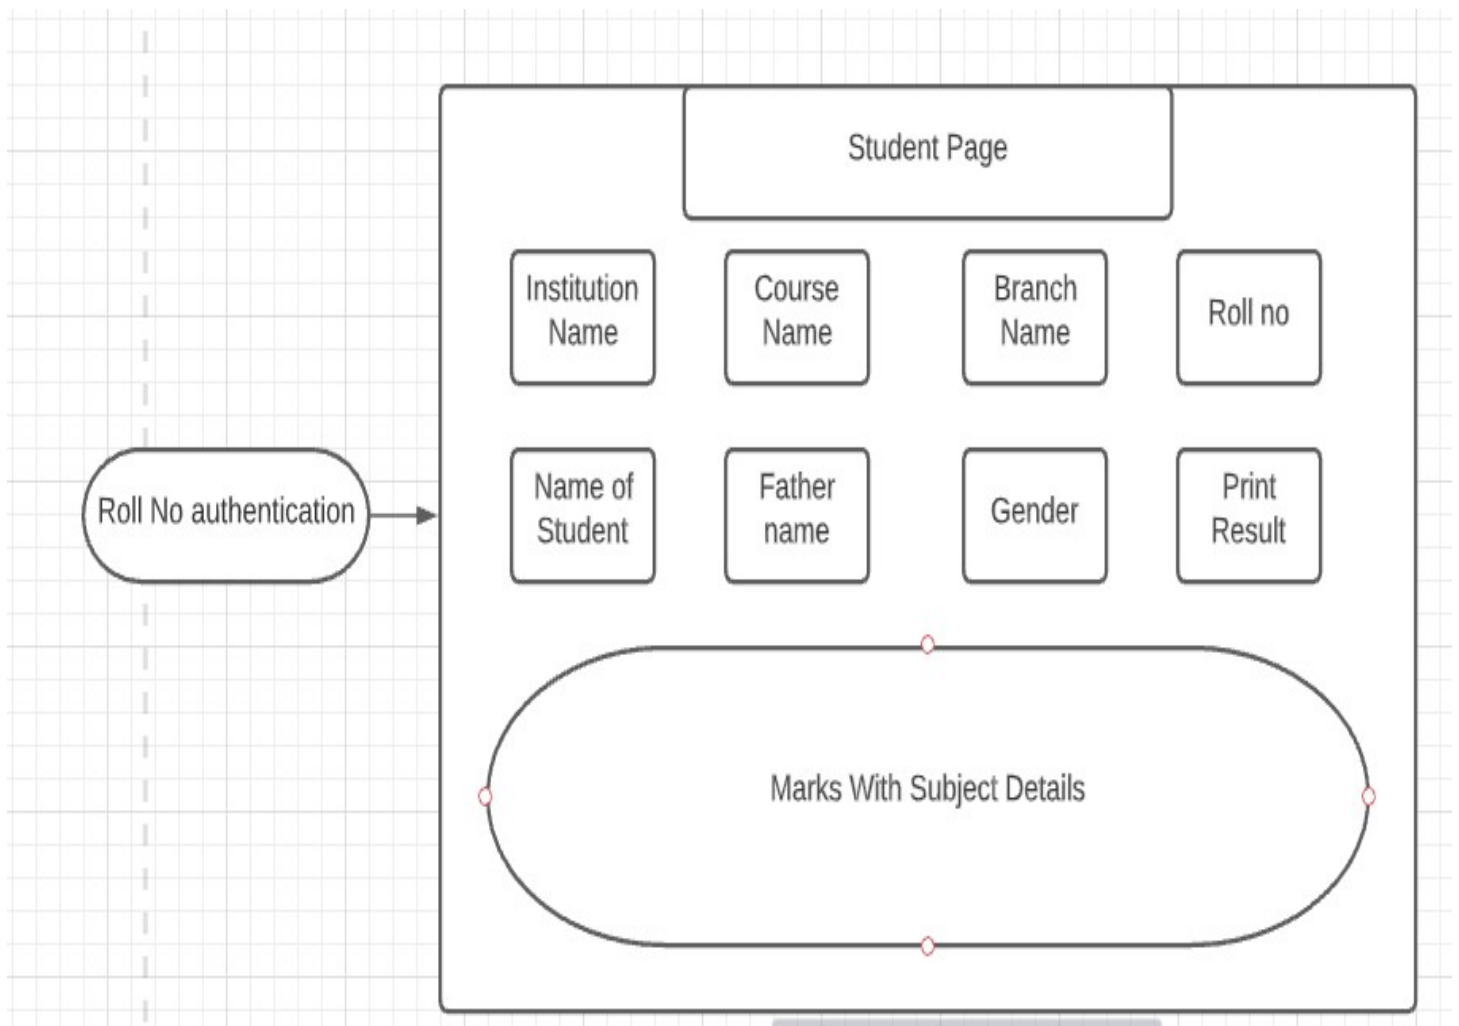 Student Page
Institution
Name
Course
Name
Branch
Name
Roll no
Roll No authentication
Name of
Student
Father
name
Gender
Print
Result
Marks With Subject Details